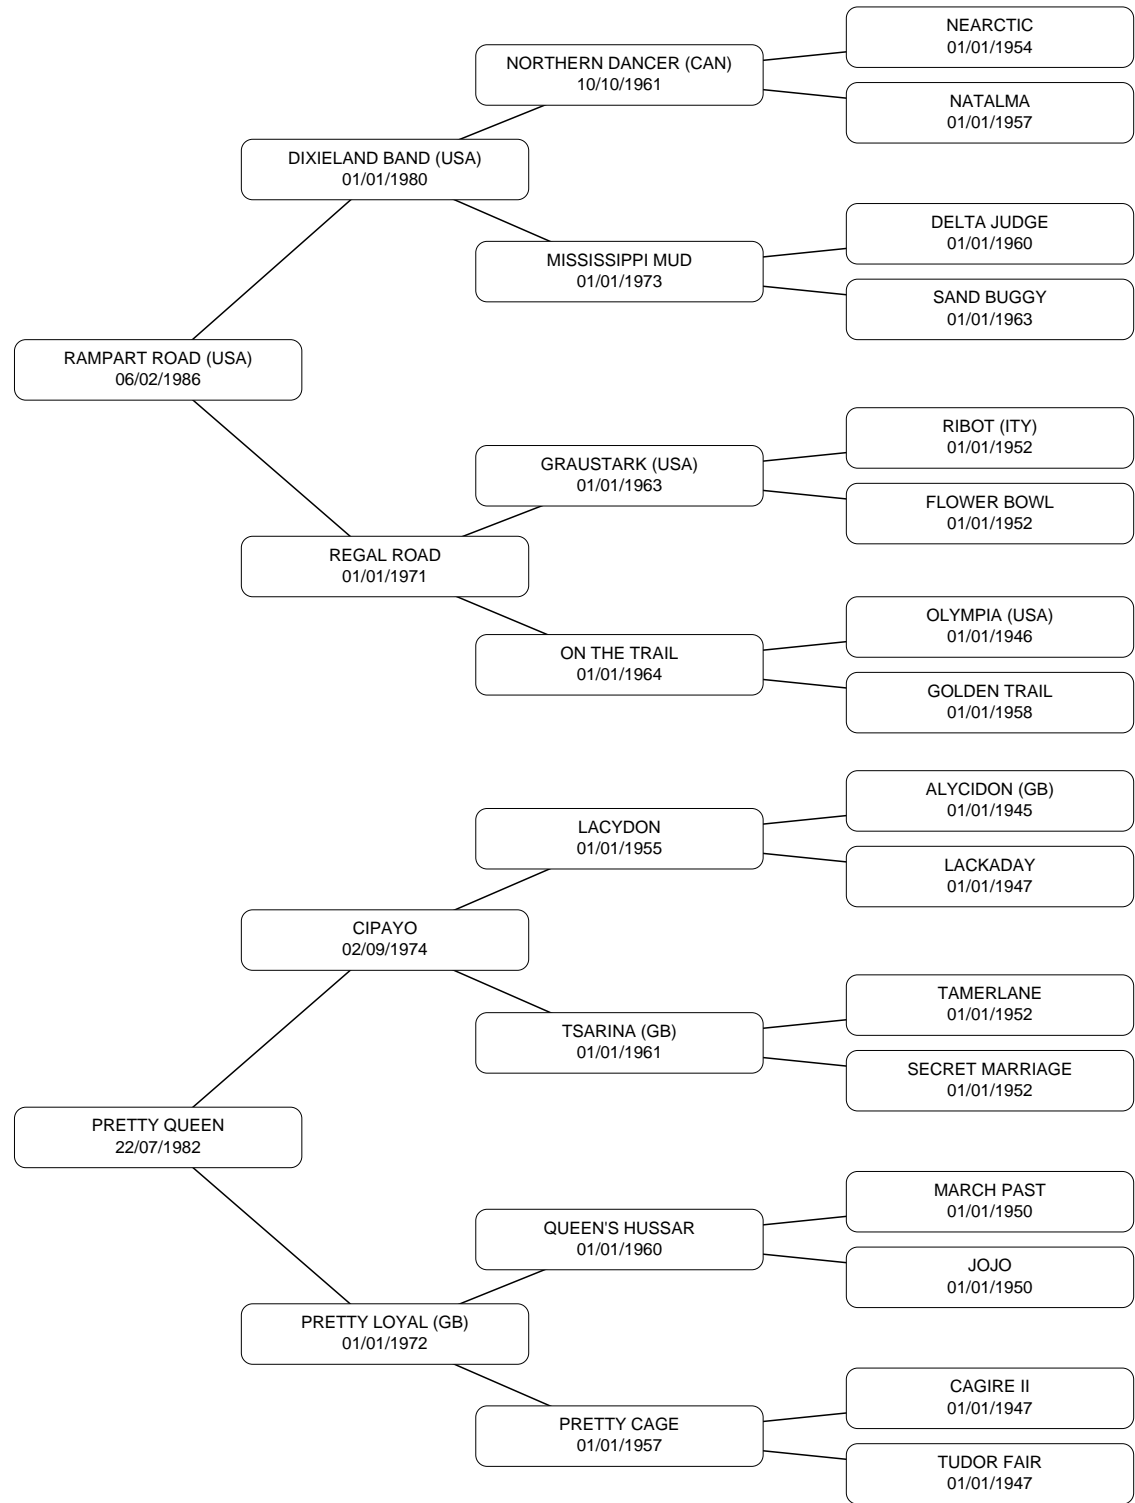 NEARCTIC
01/01/1954
NORTHERN DANCER (CAN)
10/10/1961
NATALMA
01/01/1957
DIXIELAND BAND (USA)
01/01/1980
DELTA JUDGE
01/01/1960
MISSISSIPPI MUD
01/01/1973
SAND BUGGY
01/01/1963
RAMPART ROAD (USA)
06/02/1986
RIBOT (ITY)
01/01/1952
GRAUSTARK (USA)
01/01/1963
FLOWER BOWL
01/01/1952
REGAL ROAD
01/01/1971
OLYMPIA (USA)
01/01/1946
ON THE TRAIL
01/01/1964
GOLDEN TRAIL
01/01/1958
ALYCIDON (GB)
01/01/1945
LACYDON
01/01/1955
LACKADAY
01/01/1947
CIPAYO
02/09/1974
TAMERLANE
01/01/1952
TSARINA (GB)
01/01/1961
SECRET MARRIAGE
01/01/1952
PRETTY QUEEN
22/07/1982
MARCH PAST
01/01/1950
QUEEN'S HUSSAR
01/01/1960
JOJO
01/01/1950
PRETTY LOYAL (GB)
01/01/1972
CAGIRE II
01/01/1947
PRETTY CAGE
01/01/1957
TUDOR FAIR
01/01/1947